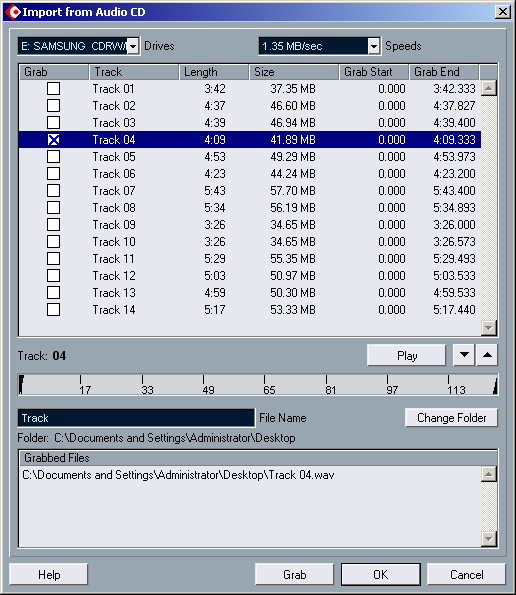 Import from Audio CD
E: SAMSUNG CDRW/ Drives 1.35 MB/sec Speeds
Grab Track Length Size Grab Start Grab End
Track 01 3:42 37.35 MB 0.000 3:42.333
Track 02 4:37 46.60 MB 0.000 4:37.827
Track 03 4:39 46.94 MB 0.000 4:39.400
Track 04 4:09 41.89 MB 0.000 4:09.333
Track 05 4:53 49.29 MB 0.000 4:53.973
Track 06 4:23 44.24 MB 0.000 4:23.200
Track 07 5:43 57.70 MB 0.000 5:43.400
Track 08 5:34 56.19 MB 0.000 5:34.893
Track 09 3:26 34.65 MB 0.000 3:26.000
Track 10 3:26 34.65 MB 0.000 3:26.573
Track 11 5:29 55.35 MB 0.000 5:29.493
Track 12 5:03 50.97 MB 0.000 5:03.533
Track 13 4:59 50.30 MB 0.000 4:59.533
Track 14 5:17 53.33 MB 0.000 5:17.440
Track: 04 Play
17 33 49 65 81 97 113
Track File Name Change Folder
Folder: C:\Documents and Settings\Administrator\Desktop
Grabbed Files
C:\Documents and Settings\Administrator\Desktop\Track 04.wav
Help Grab OK Cancel